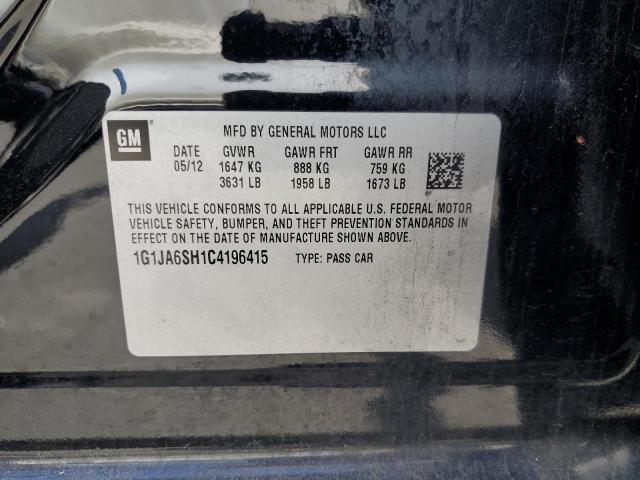 GM
MFD BY GENERAL MOTORS LLC
DATE GVWR GAWR FRT GAWR RR
05/12 1647 KG 888 KG 759 KG
3631 LB 1958 LB 1673 LB
THIS VEHICLE CONFORMS TO ALL APPLICABLE U.S. FEDERAL MOTOR
VEHICLE SAFETY, BUMPER, AND THEFT PREVENTION STANDARDS IN
EFFECT ON THE DATE OF MANUFACTURE SHOWN ABOVE.
1G1JA6SH1C4196415 TYPE: PASS CAR